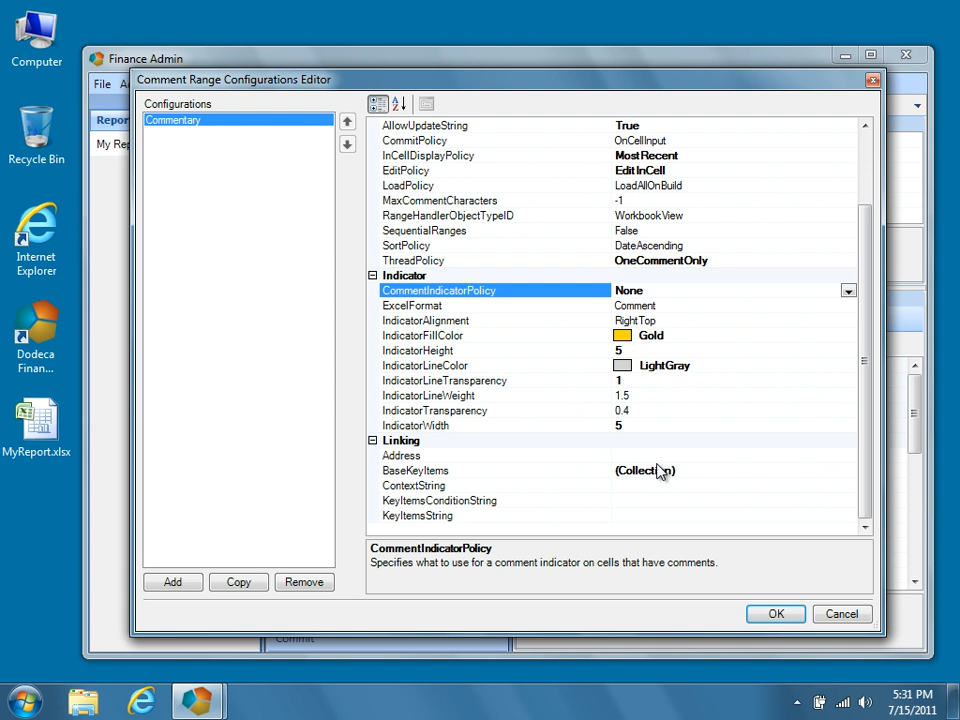 Computer
Recycle Bin
Internet
Explorer
Dodeca
Finan...
MyReport.xlsx
Finance Admin
File
Repor
My Rep
Comment Range Configurations Editor
Configurations
Commentary
Add
Copy
Remove
AllowUpdateString True
CommitPolicy OnCellInput
InCellDisplayPolicy MostRecent
EditPolicy EditInCell
LoadPolicy LoadAllOnBuild
MaxCommentCharacters -1
RangeHandlerObjectTypeID WorkbookView
SequentialRanges False
SortPolicy DateAscending
ThreadPolicy OneCommentOnly
Indicator
CommentIndicatorPolicy None
ExcelFormat Comment
IndicatorAlignment RightTop
IndicatorFillColor Gold
IndicatorHeight 5
IndicatorLineColor LightGray
IndicatorLineTransparency 1
IndicatorLineWeight 1.5
IndicatorTransparency 0.4
IndicatorWidth 5
Linking
Address
BaseKeyItems (Collection)
ContextString
KeyItemsConditionString
KeyItemsString
CommentIndicatorPolicy
Specifies what to use for a comment indicator on cells that have comments.
OK
Cancel
Commit
5:31 PM
7/15/2011